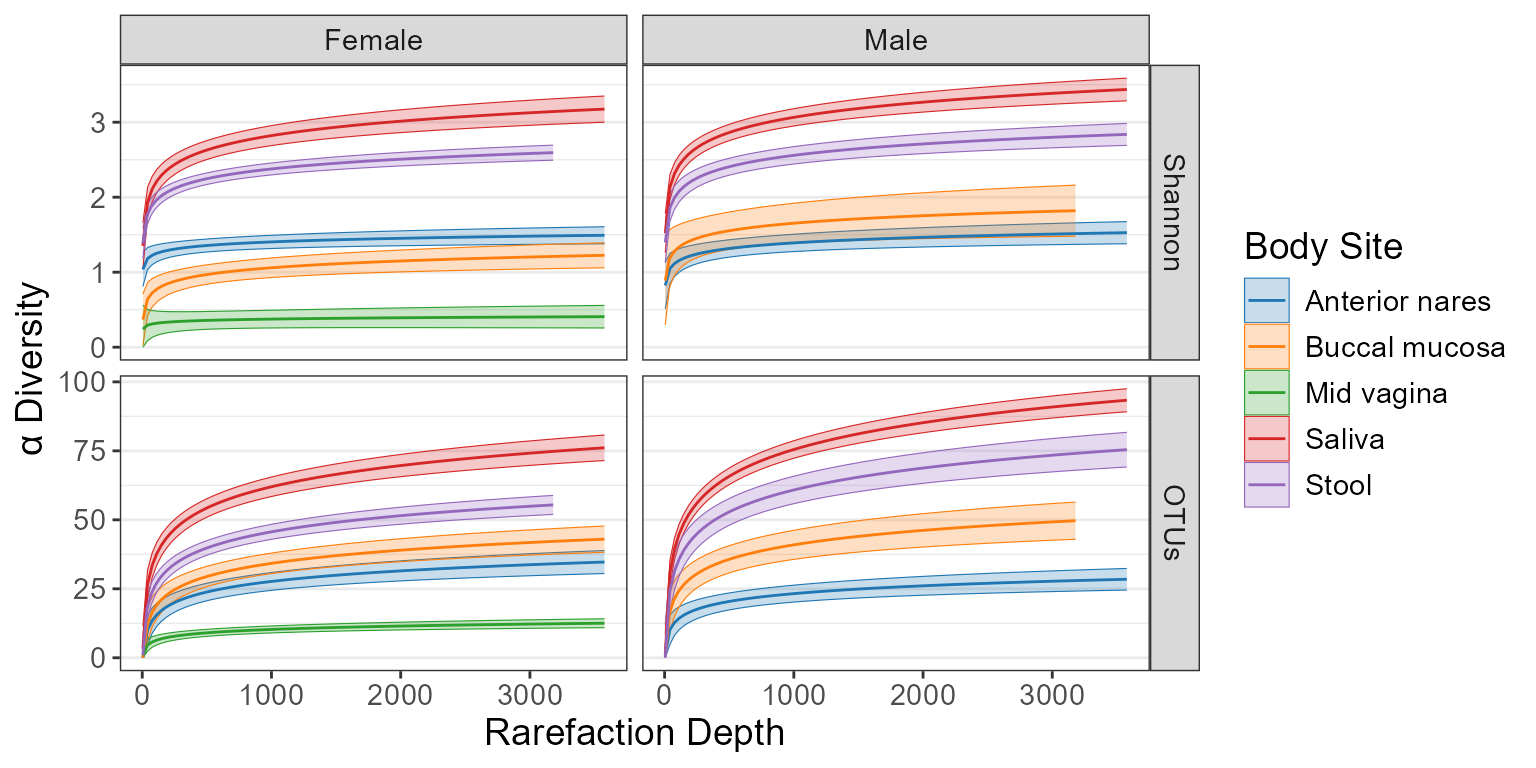 Female
Male
3
2
1
0
Shannon
100
75
50
25
0
OTUs
α Diversity
0
1000
2000
3000
0
1000
2000
3000
Rarefaction Depth
Body Site
Anterior nares
Buccal mucosa
Mid vagina
Saliva
Stool